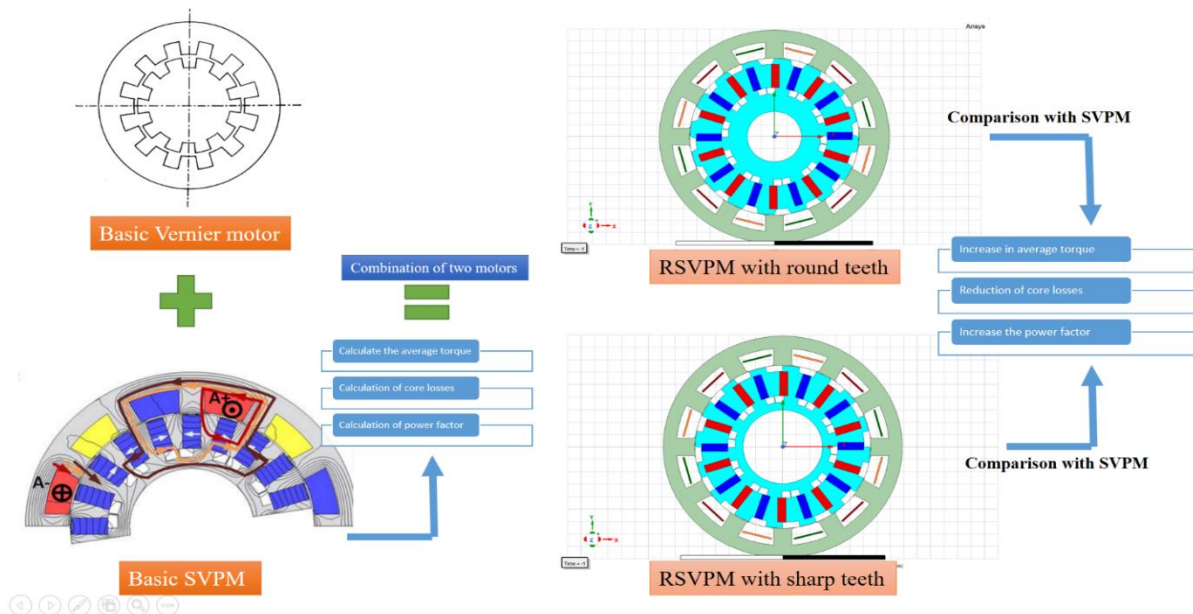 Basic Vernier motor
A+
A-
Basic SVPM
Combination of two motors
Calculate the average torque
Calculation of core losses
Calculation of power factor
Ansys
Y
Z
X
Time = -1
RSVPM with round teeth
Y
Z
X
Time = -1
RSVPM with sharp teeth
Comparison with SVPM
Increase in average torque
Reduction of core losses
Increase the power factor
Comparison with SVPM